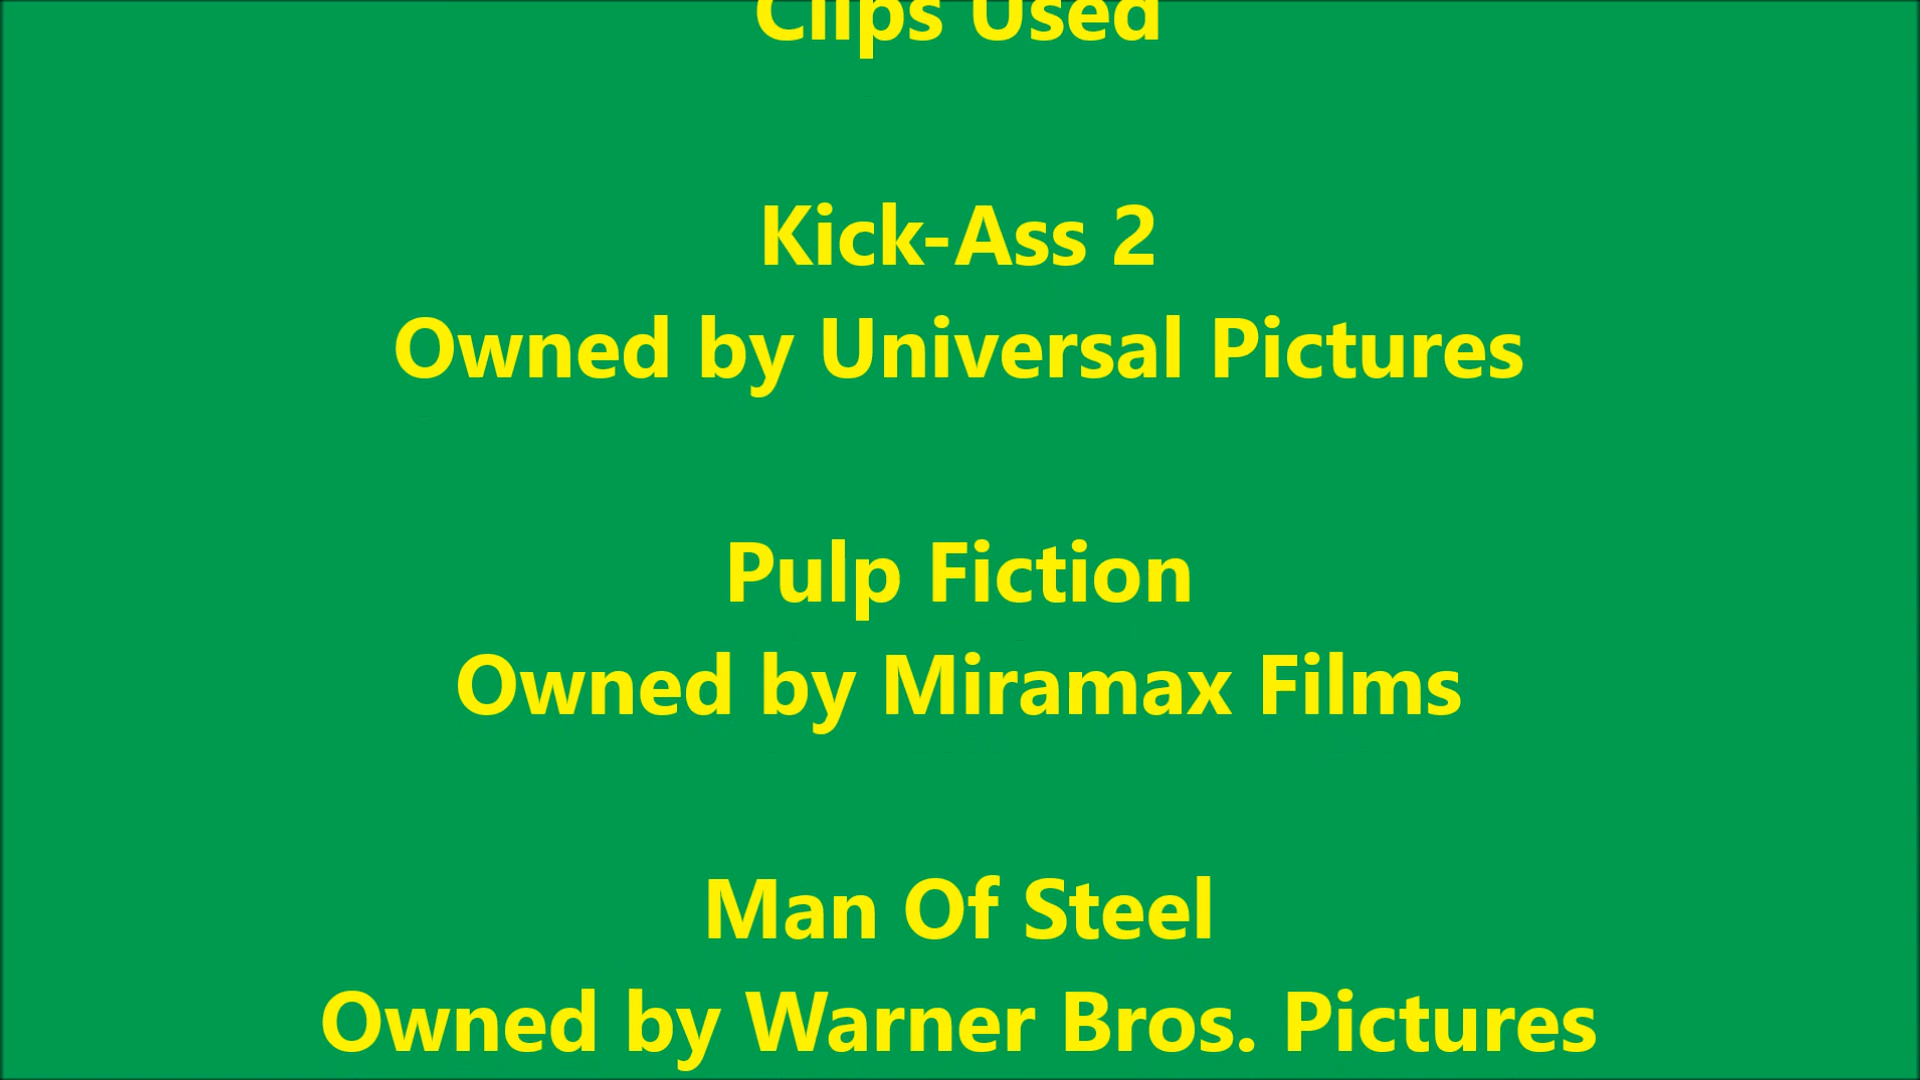 Clips Used
Kick-Ass 2
Owned by Universal Pictures
Pulp Fiction
Owned by Miramax Films
Man Of Steel
Owned by Warner Bros. Pictures